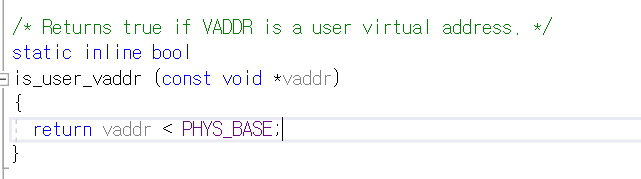 /* Returns true if VADDR is a user virtual address. */
static inline bool
is_user_vaddr (const void *vaddr)
{
return vaddr < PHYS_BASE;
}